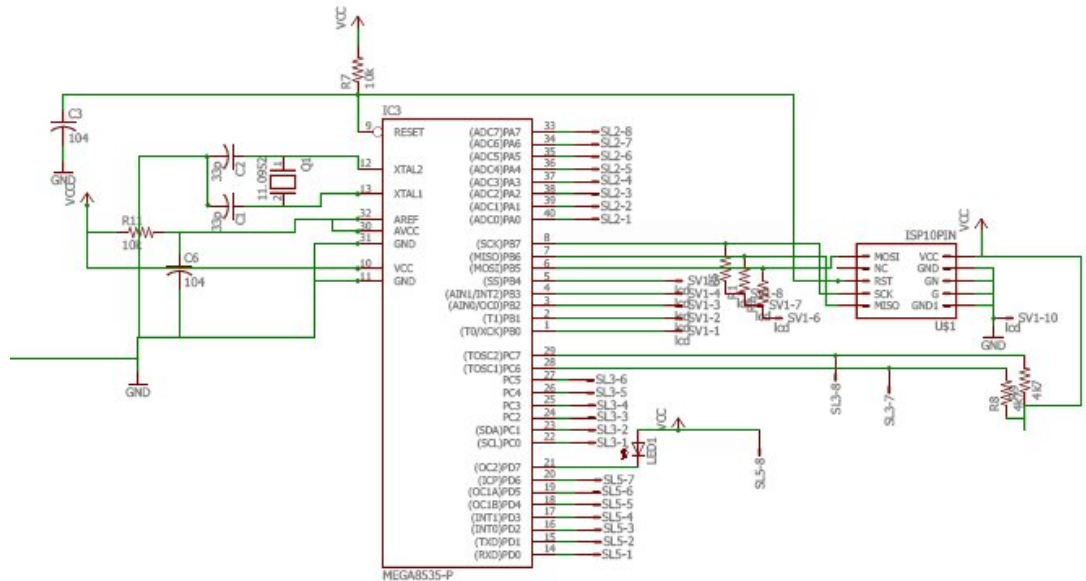 VCC
R7
10k
C3
104
GND
IC3
9
RESET
12
XTAL2
13
XTAL1
32
AREF
30
AVCC
31
GND
10
VCC
11
GND
33p
C2
33p
C1
1
11.0952
2
Q1
VCC
R11
10k
C6
104
GND
(ADC7)PA7 33 SL2-8
(ADC6)PA6 34 SL2-7
(ADC5)PA5 35 SL2-6
(ADC4)PA4 36 SL2-5
(ADC3)PA3 37 SL2-4
(ADC2)PA2 38 SL2-3
(ADC1)PA1 39 SL2-2
(ADC0)PA0 40 SL2-1
(SCK)PB7 8
(MISO)PB6 7
(MOSI)PB5 6
(SS)PB4 5
(AIN1/INT2)PB3 4 SV1-4
(AIN0/OC0)PB2 3
(T1)PB1 2 SV1-2
(T0/XCK)PB0 1 SV1-1
lcd
SV1-7
lcd
SV1-6
lcd
(TOSC2)PC7 29
(TOSC1)PC6 28
PC5 27 SL3-6
PC4 26 SL3-5
PC3 25 SL3-4
PC2 24 SL3-3
(SDA)PC1 23 SL3-2
(SCL)PC0 22 SL3-1
(OC2)PD7 21
(ICP)PD6 20 SL5-7
(OC1A)PD5 19 SL5-6
(OC1B)PD4 18 SL5-5
(INT1)PD3 17 SL5-4
(INT0)PD2 16 SL5-3
(TXD)PD1 15 SL5-2
(RXD)PD0 14 SL5-1
MEGA8535-P
LED1
VCC
SL5-8
SL3-8
SL3-7
R8
4k7
4k7
ISP10PIN
MOSI VCC
NC GND
RST GN
SCK G
MISO GND1
U$1
VCC
SV1-10
lcd
GND